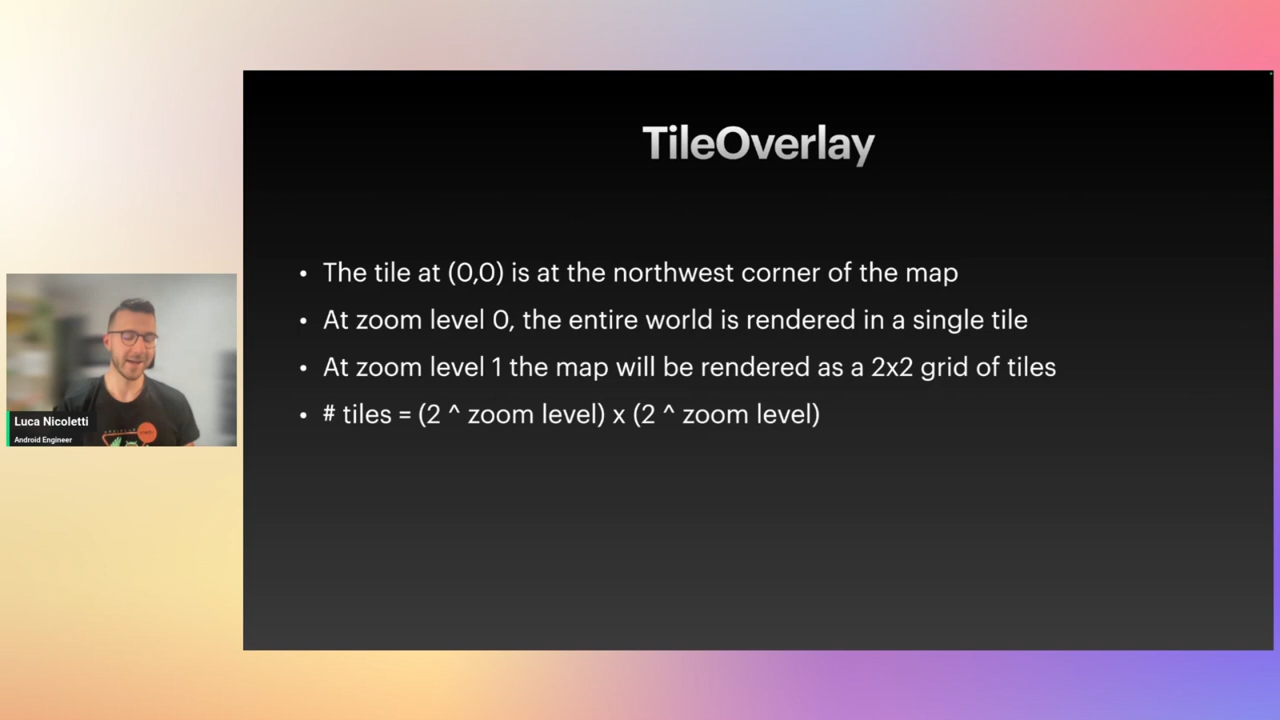 TileOverlay
• The tile at (0,0) is at the northwest corner of the map
• At zoom level 0, the entire world is rendered in a single tile
• At zoom level 1 the map will be rendered as a 2x2 grid of tiles
• # tiles = (2 ^ zoom level) x (2 ^ zoom level)
Luca Nicoletti
Android Engineer